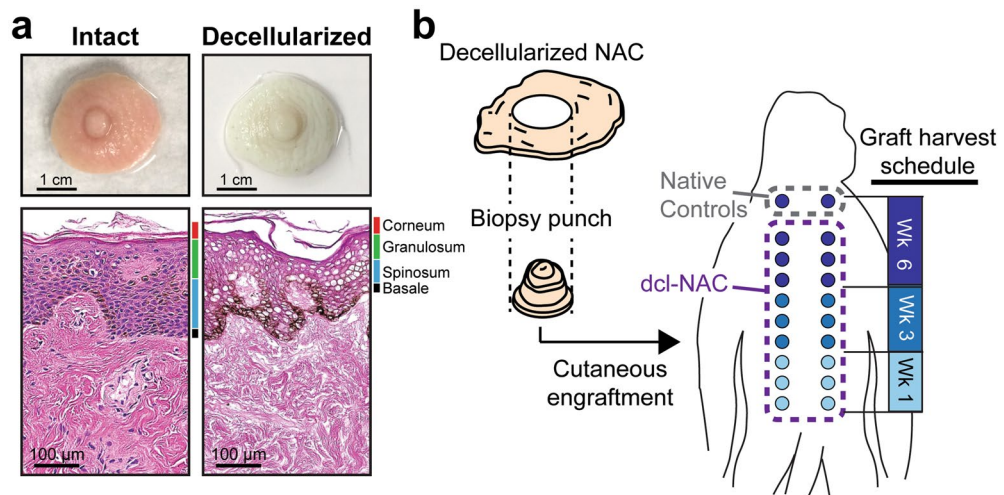 a
Intact
Decellularized
1 cm
1 cm
Corneum
Granulosum
Spinosum
Basale
100 µm
100 µm
b
Decellularized NAC
Biopsy punch
Cutaneous
engraftment
Native
Controls
dcl-NAC
Graft harvest
schedule
Wk 6
Wk 3
Wk 1